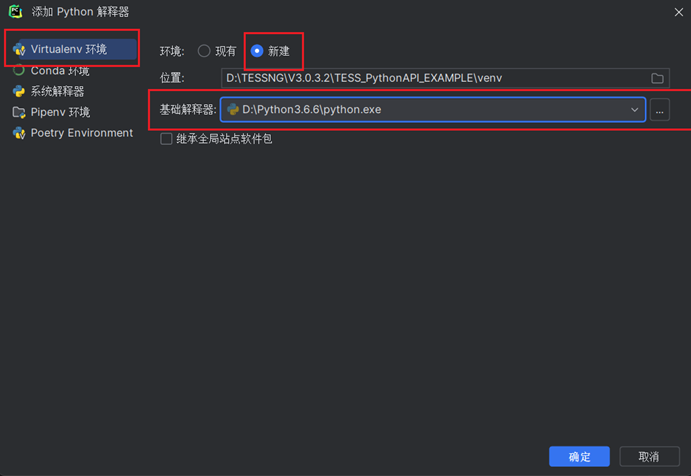 PC
添加 Python 解释器
Virtualenv 环境
Conda 环境
系统解释器
Pipenv 环境
Poetry Environment
环境: 现有 新建
位置: D:\TESSNG\V3.0.3.2\TESS_PythonAPI_EXAMPLE\venv
基础解释器: D:\Python3.6.6\python.exe ...
继承全局站点软件包
确定 取消